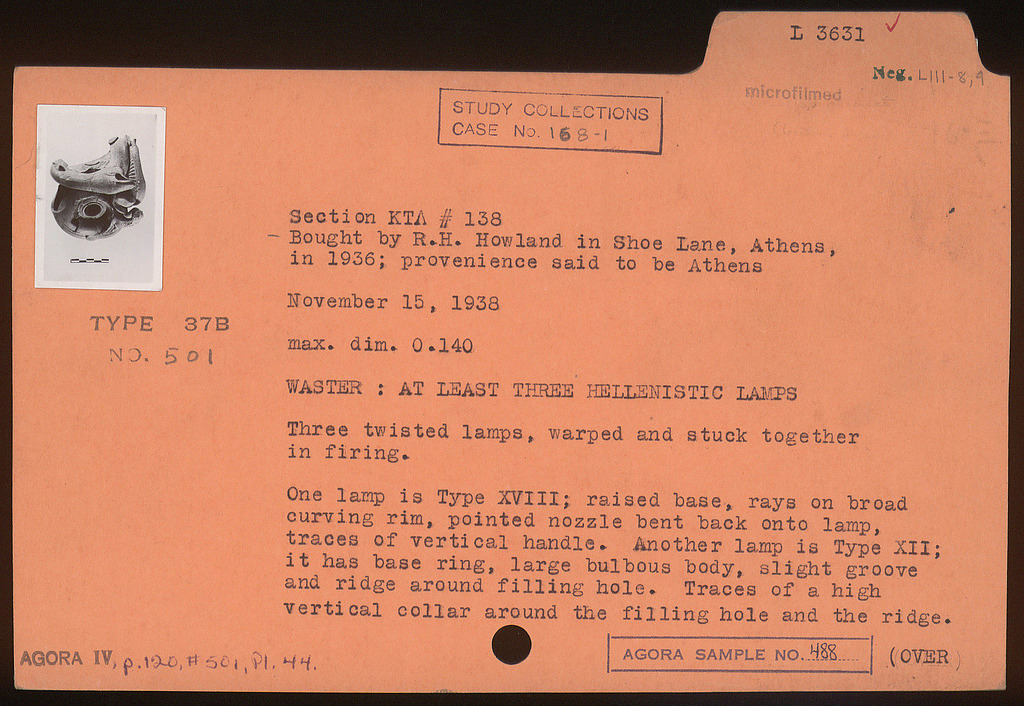 L 3631 ✓
Neg. LIII-8,9
microfilmed
STUDY COLLECTIONS
CASE No. 168-1
Section KTΛ # 138
- Bought by R.H. Howland in Shoe Lane, Athens,
in 1936; provenience said to be Athens
November 15, 1938
TYPE 37B
NO. 501
max. dim. 0.140
WASTER : AT LEAST THREE HELLENISTIC LAMPS
Three twisted lamps, warped and stuck together
in firing.
One lamp is Type XVIII; raised base, rays on broad
curving rim, pointed nozzle bent back onto lamp,
traces of vertical handle. Another lamp is Type XII;
it has base ring, large bulbous body, slight groove
and ridge around filling hole. Traces of a high
vertical collar around the filling hole and the ridge.
AGORA IV, p.120, #501, Pl. 44.
AGORA SAMPLE NO. 488
(OVER)